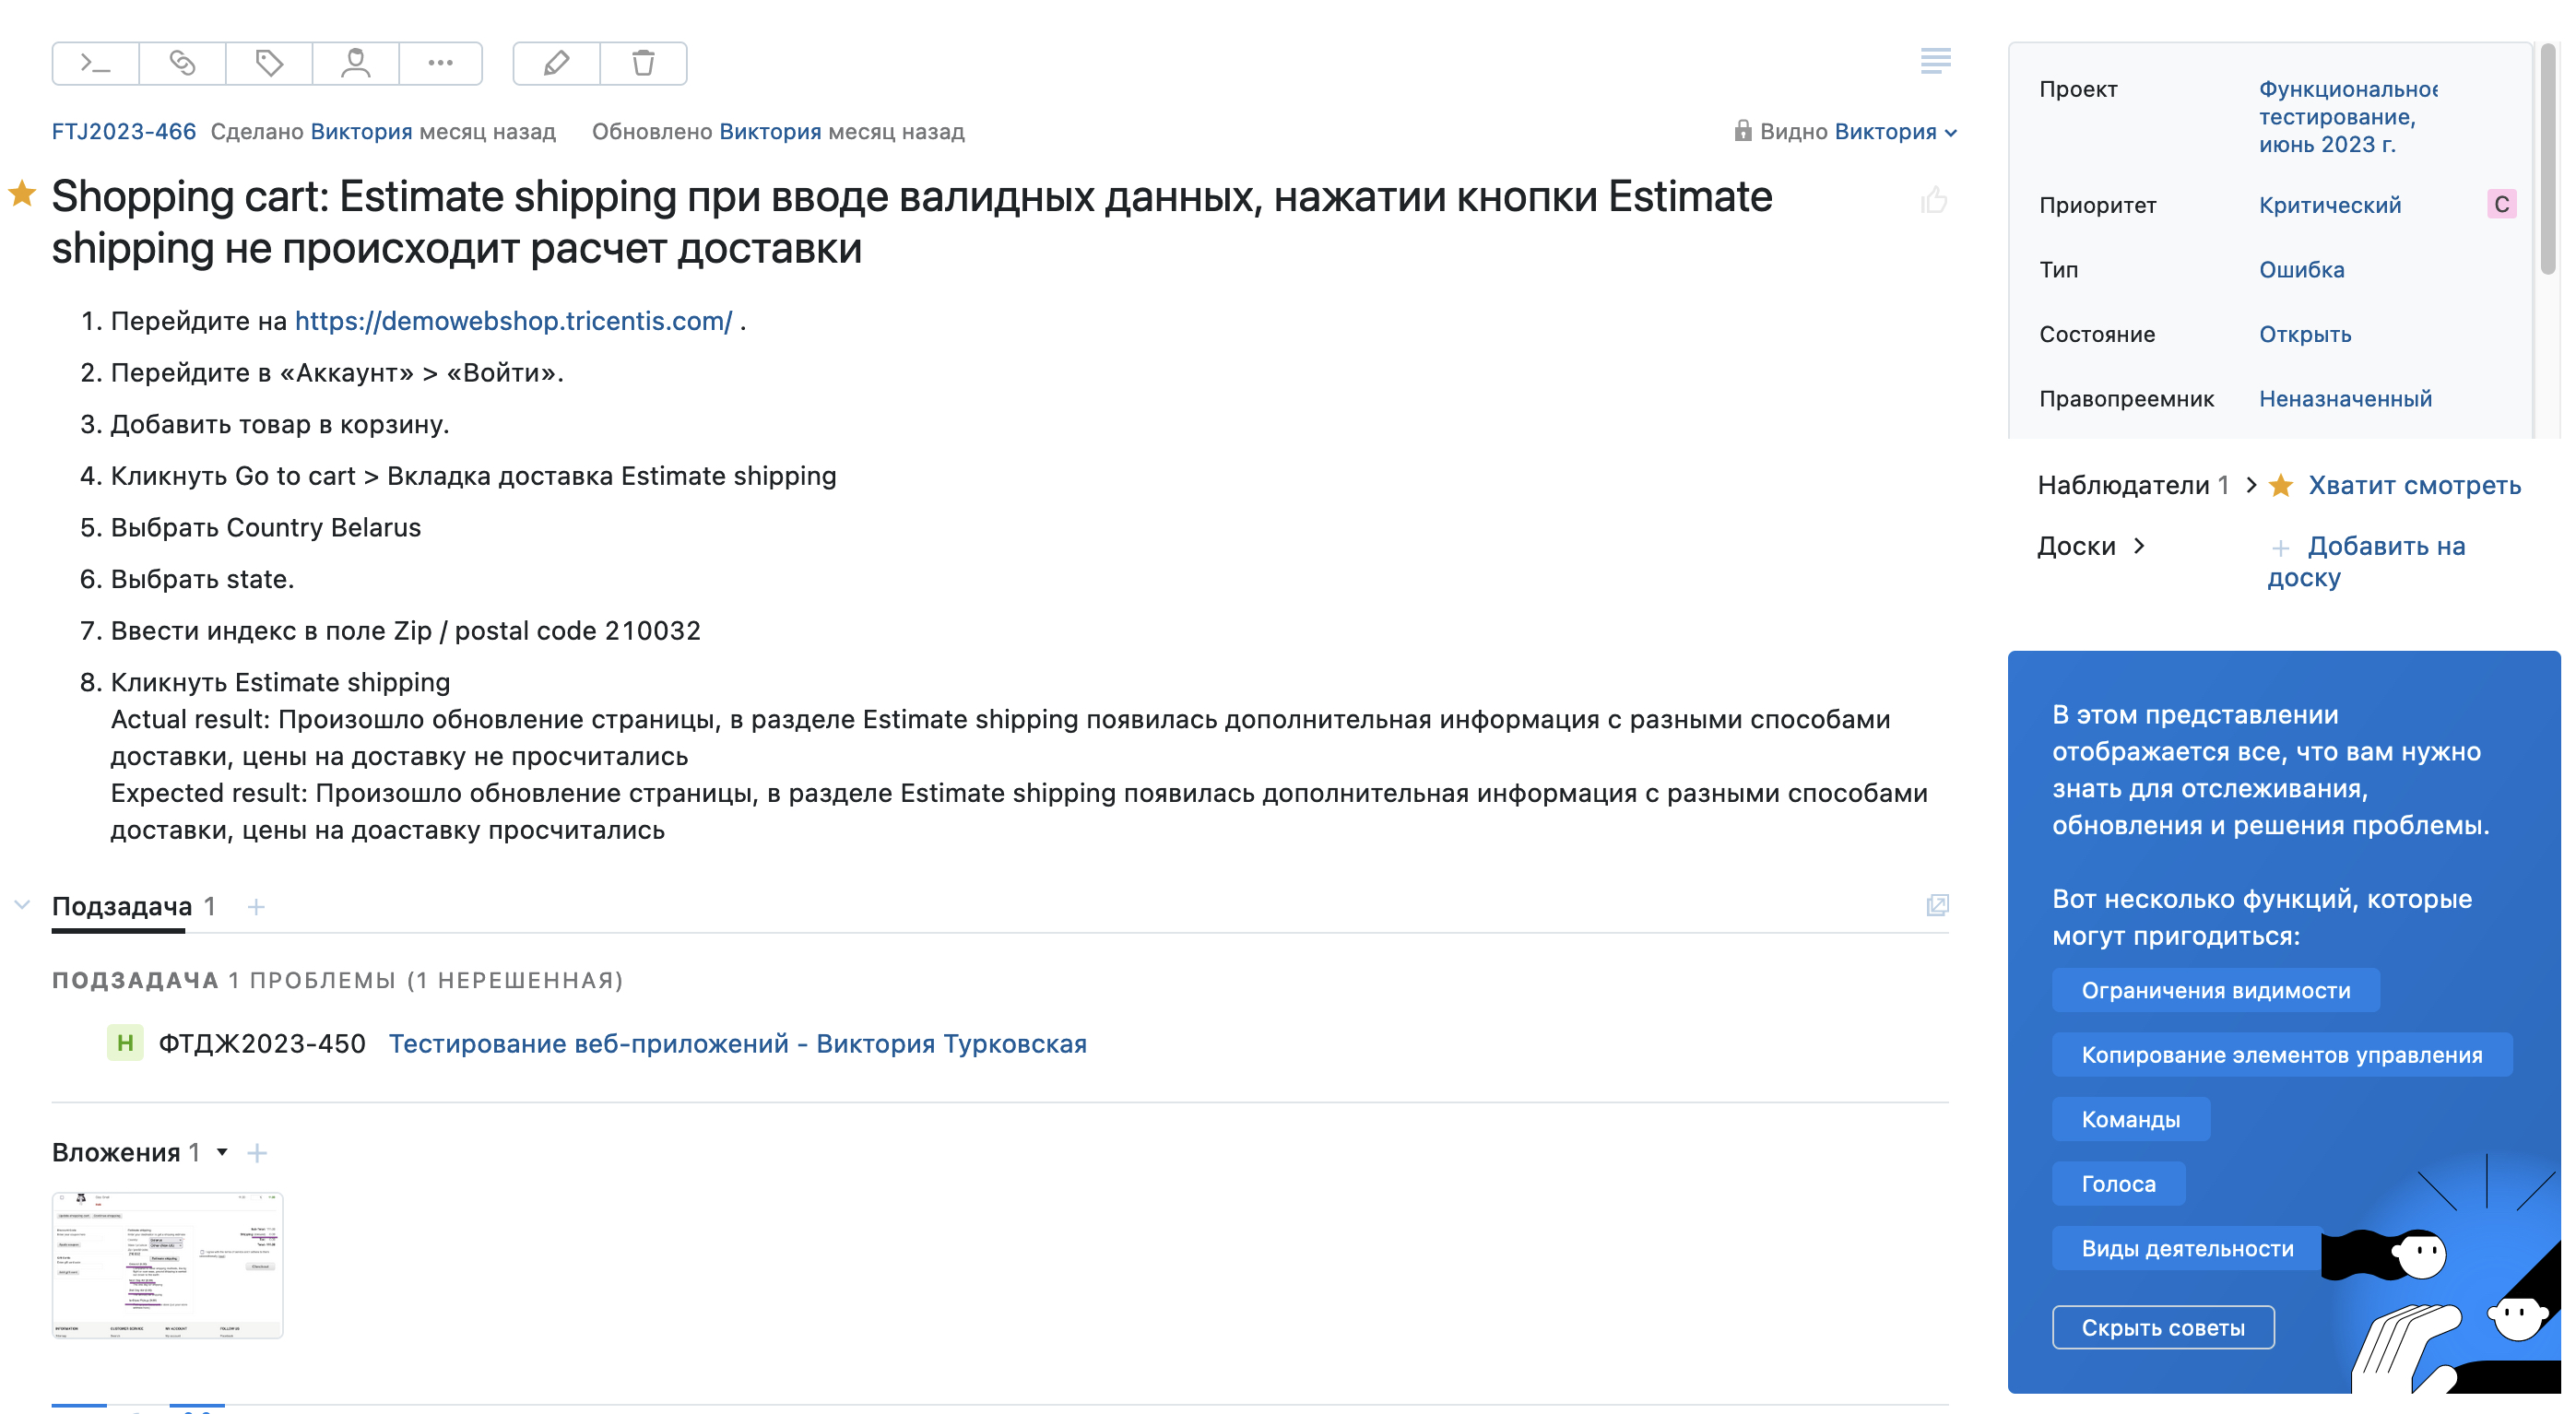 FTJ2023-466 Сделано Виктория месяц назад Обновлено Виктория месяц назад Видно Виктория
Shopping cart: Estimate shipping при вводе валидных данных, нажатии кнопки Estimate
shipping не происходит расчет доставки
1. Перейдите на https://demowebshop.tricentis.com/ .
2. Перейдите в «Аккаунт» > «Войти».
3. Добавить товар в корзину.
4. Кликнуть Go to cart > Вкладка доставка Estimate shipping
5. Выбрать Country Belarus
6. Выбрать state.
7. Ввести индекс в поле Zip / postal code 210032
8. Кликнуть Estimate shipping
Actual result: Произошло обновление страницы, в разделе Estimate shipping появилась дополнительная информация с разными способами
доставки, цены на доставку не просчитались
Expected result: Произошло обновление страницы, в разделе Estimate shipping появилась дополнительная информация с разными способами
доставки, цены на доаставку просчитались
Подзадача 1
ПОДЗАДАЧА 1 ПРОБЛЕМЫ (1 НЕРЕШЕННАЯ)
Н ФТДЖ2023-450 Тестирование веб-приложений - Виктория Турковская
Вложения 1
Проект Функциональное
тестирование,
июнь 2023 г.
Приоритет Критический C
Тип Ошибка
Состояние Открыть
Правопреемник Неназначенный
Наблюдатели 1 Хватит смотреть
Доски Добавить на
доску
В этом представлении
отображается все, что вам нужно
знать для отслеживания,
обновления и решения проблемы.
Вот несколько функций, которые
могут пригодиться:
Ограничения видимости
Копирование элементов управления
Команды
Голоса
Виды деятельности
Скрыть советы